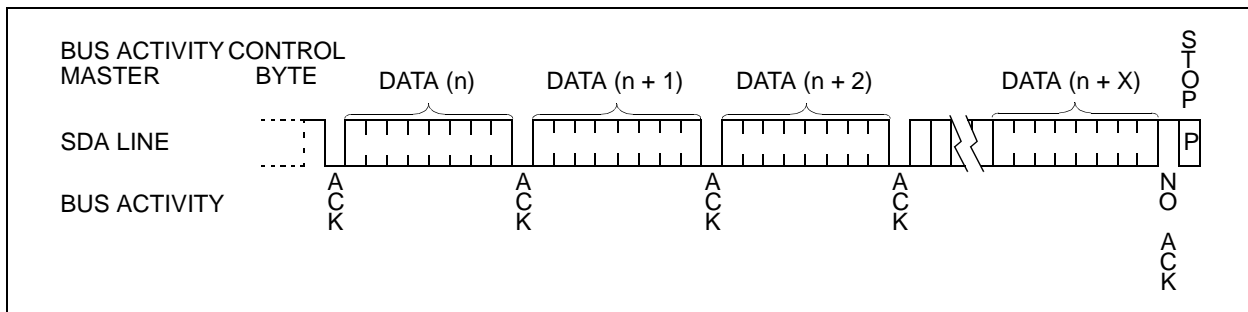 BUS ACTIVITY CONTROL STOP
MASTER BYTE DATA (n) DATA (n + 1) DATA (n + 2) DATA (n + X)
SDA LINE P
BUS ACTIVITY ACK ACK ACK ACK NO ACK